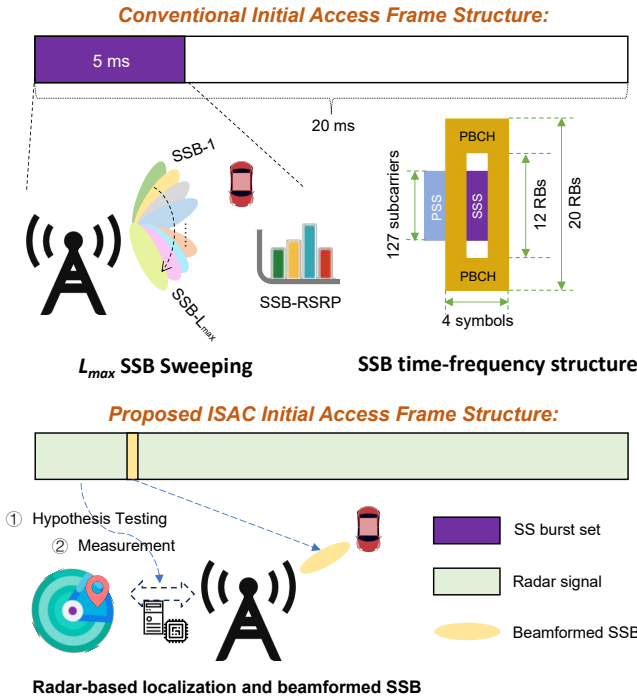 Conventional Initial Access Frame Structure:
5 ms
20 ms
SSB-1
SSB-Lmax
SSB-RSRP
127 subcarriers
PSS
PBCH
SSS
PBCH
12 RBs
20 RBs
4 symbols
Lmax SSB Sweeping
SSB time-frequency structure
Proposed ISAC Initial Access Frame Structure:
① Hypothesis Testing
② Measurement
SS burst set
Radar signal
Beamformed SSB
Radar-based localization and beamformed SSB